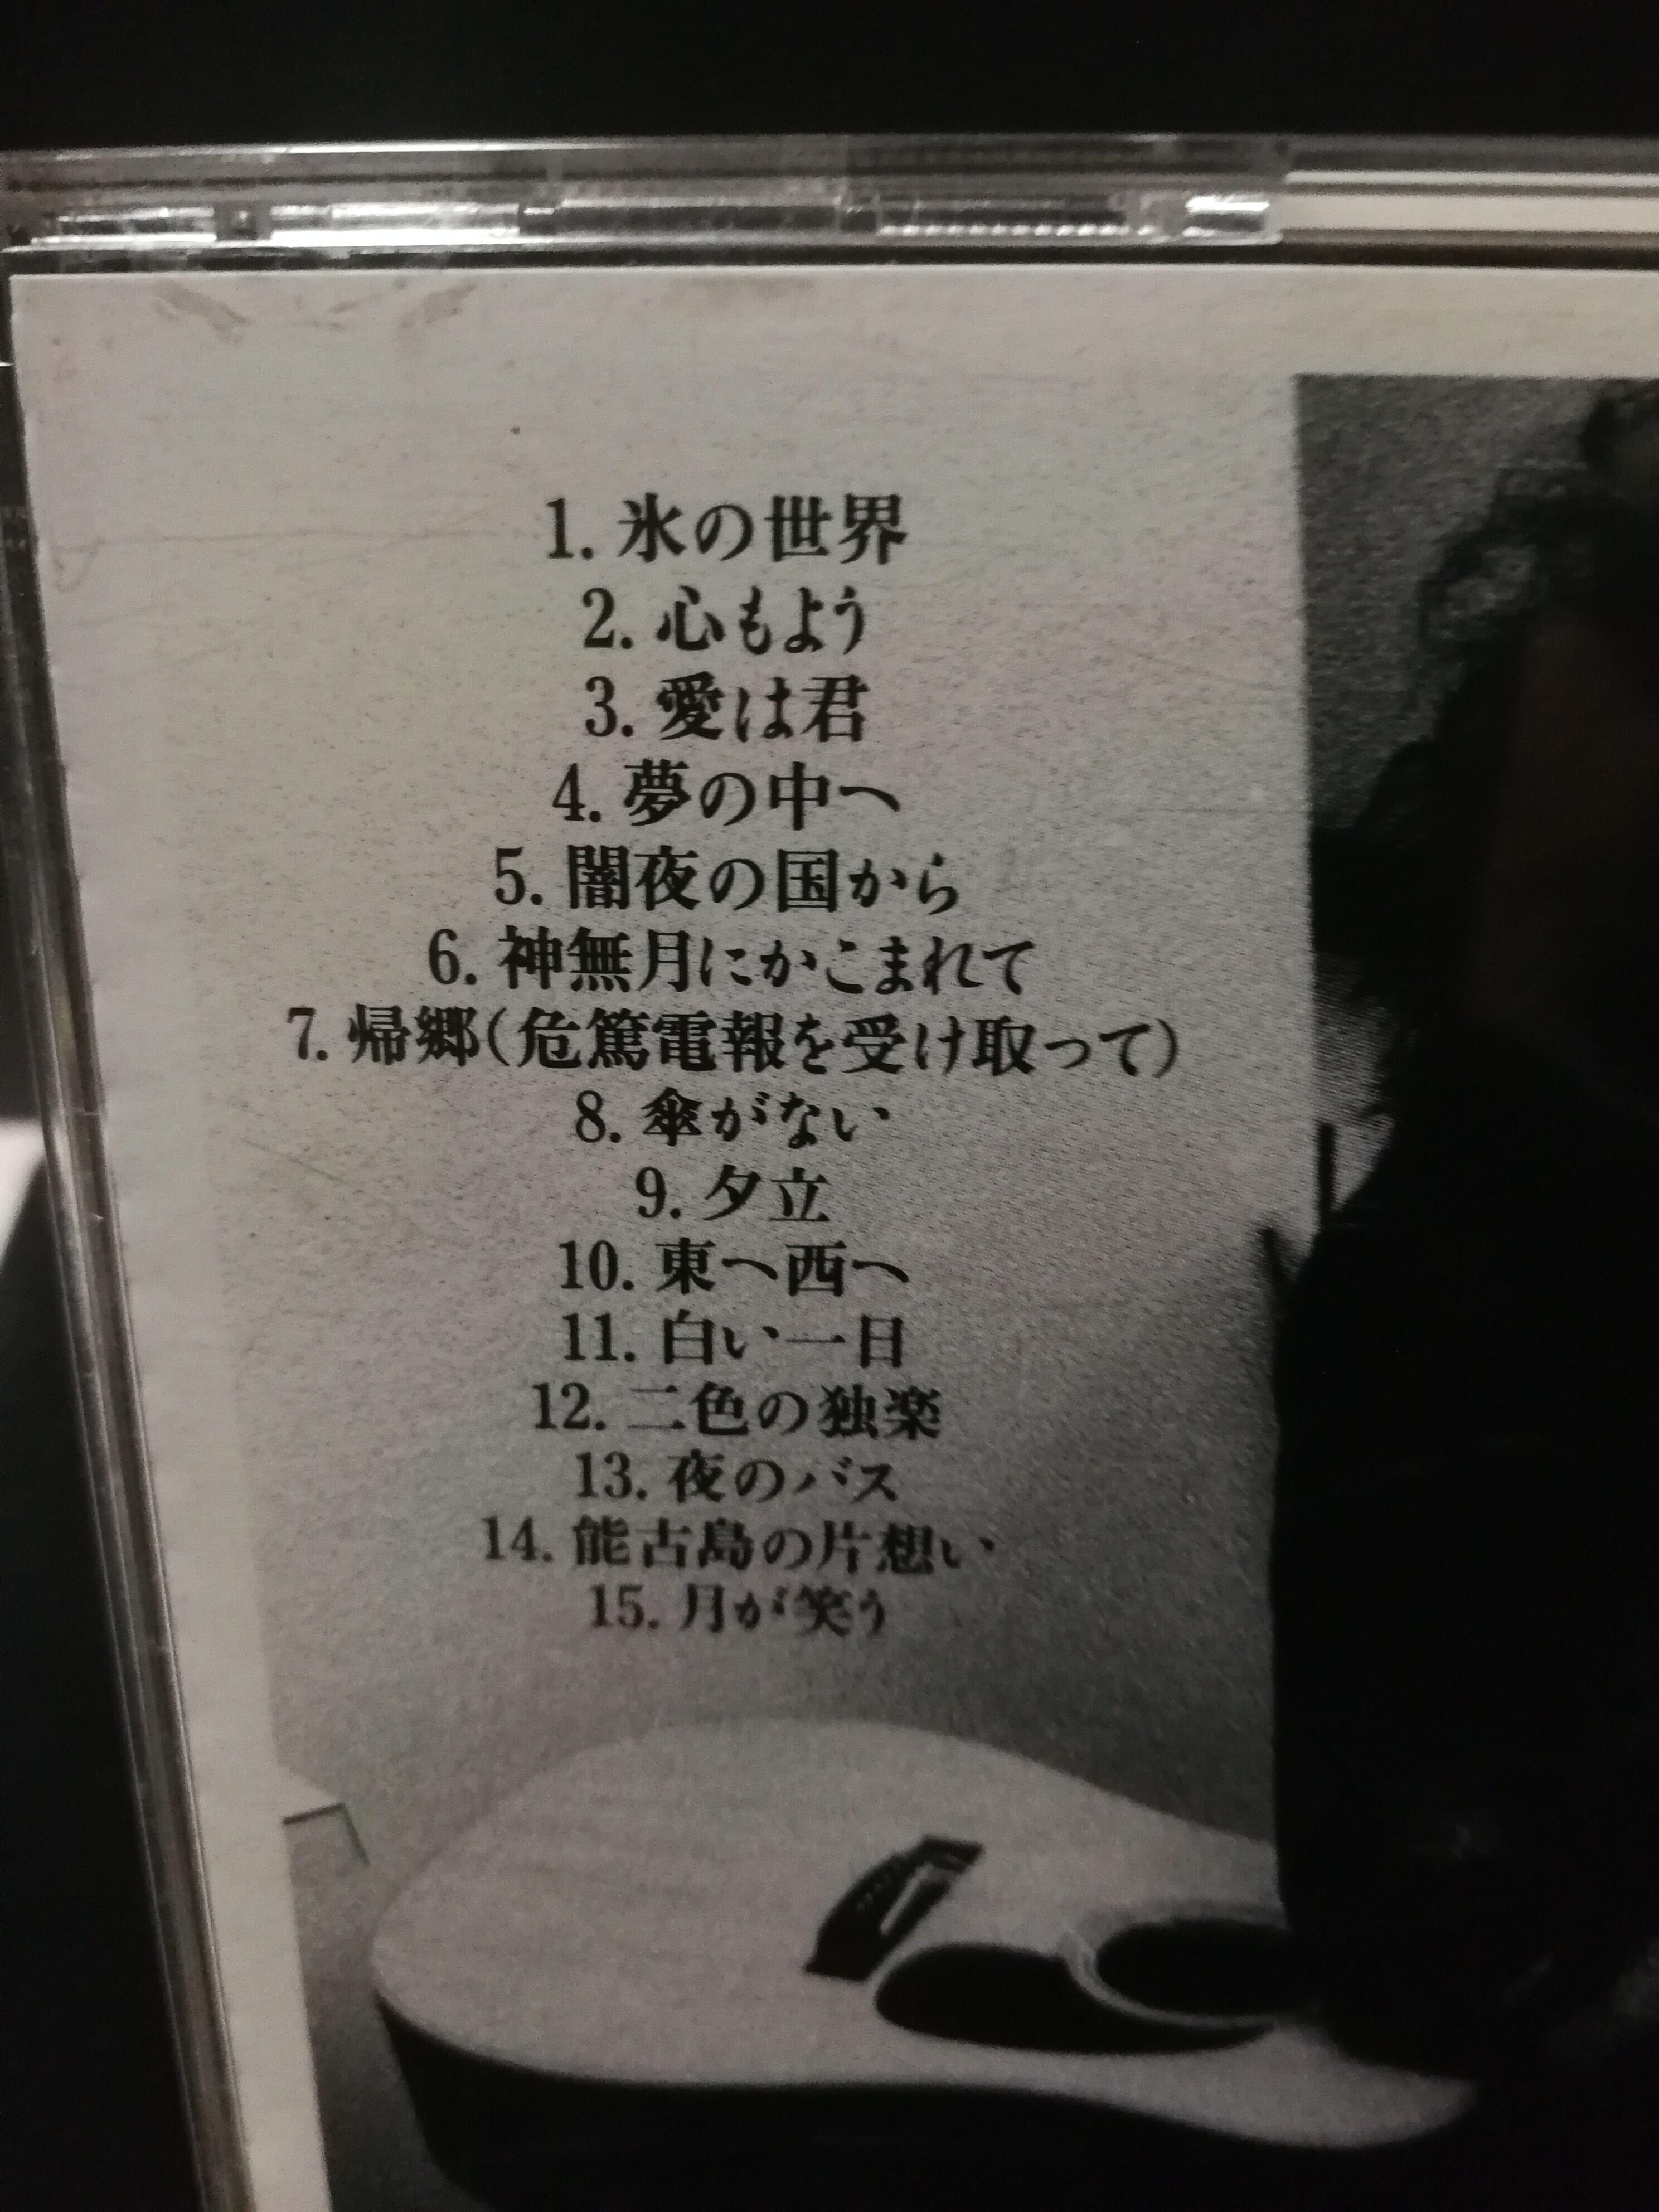 1. 氷の世界
2. 心もよう
3. 愛は君
4. 夢の中へ
5. 闇夜の国から
6. 神無月にかこまれて
7. 帰郷(危篤電報を受け取って)
8. 傘がない
9. 夕立
10. 東へ西へ
11. 白い一日
12. 二色の独楽
13. 夜のバス
14. 能古島の片想い
15. 月が笑う